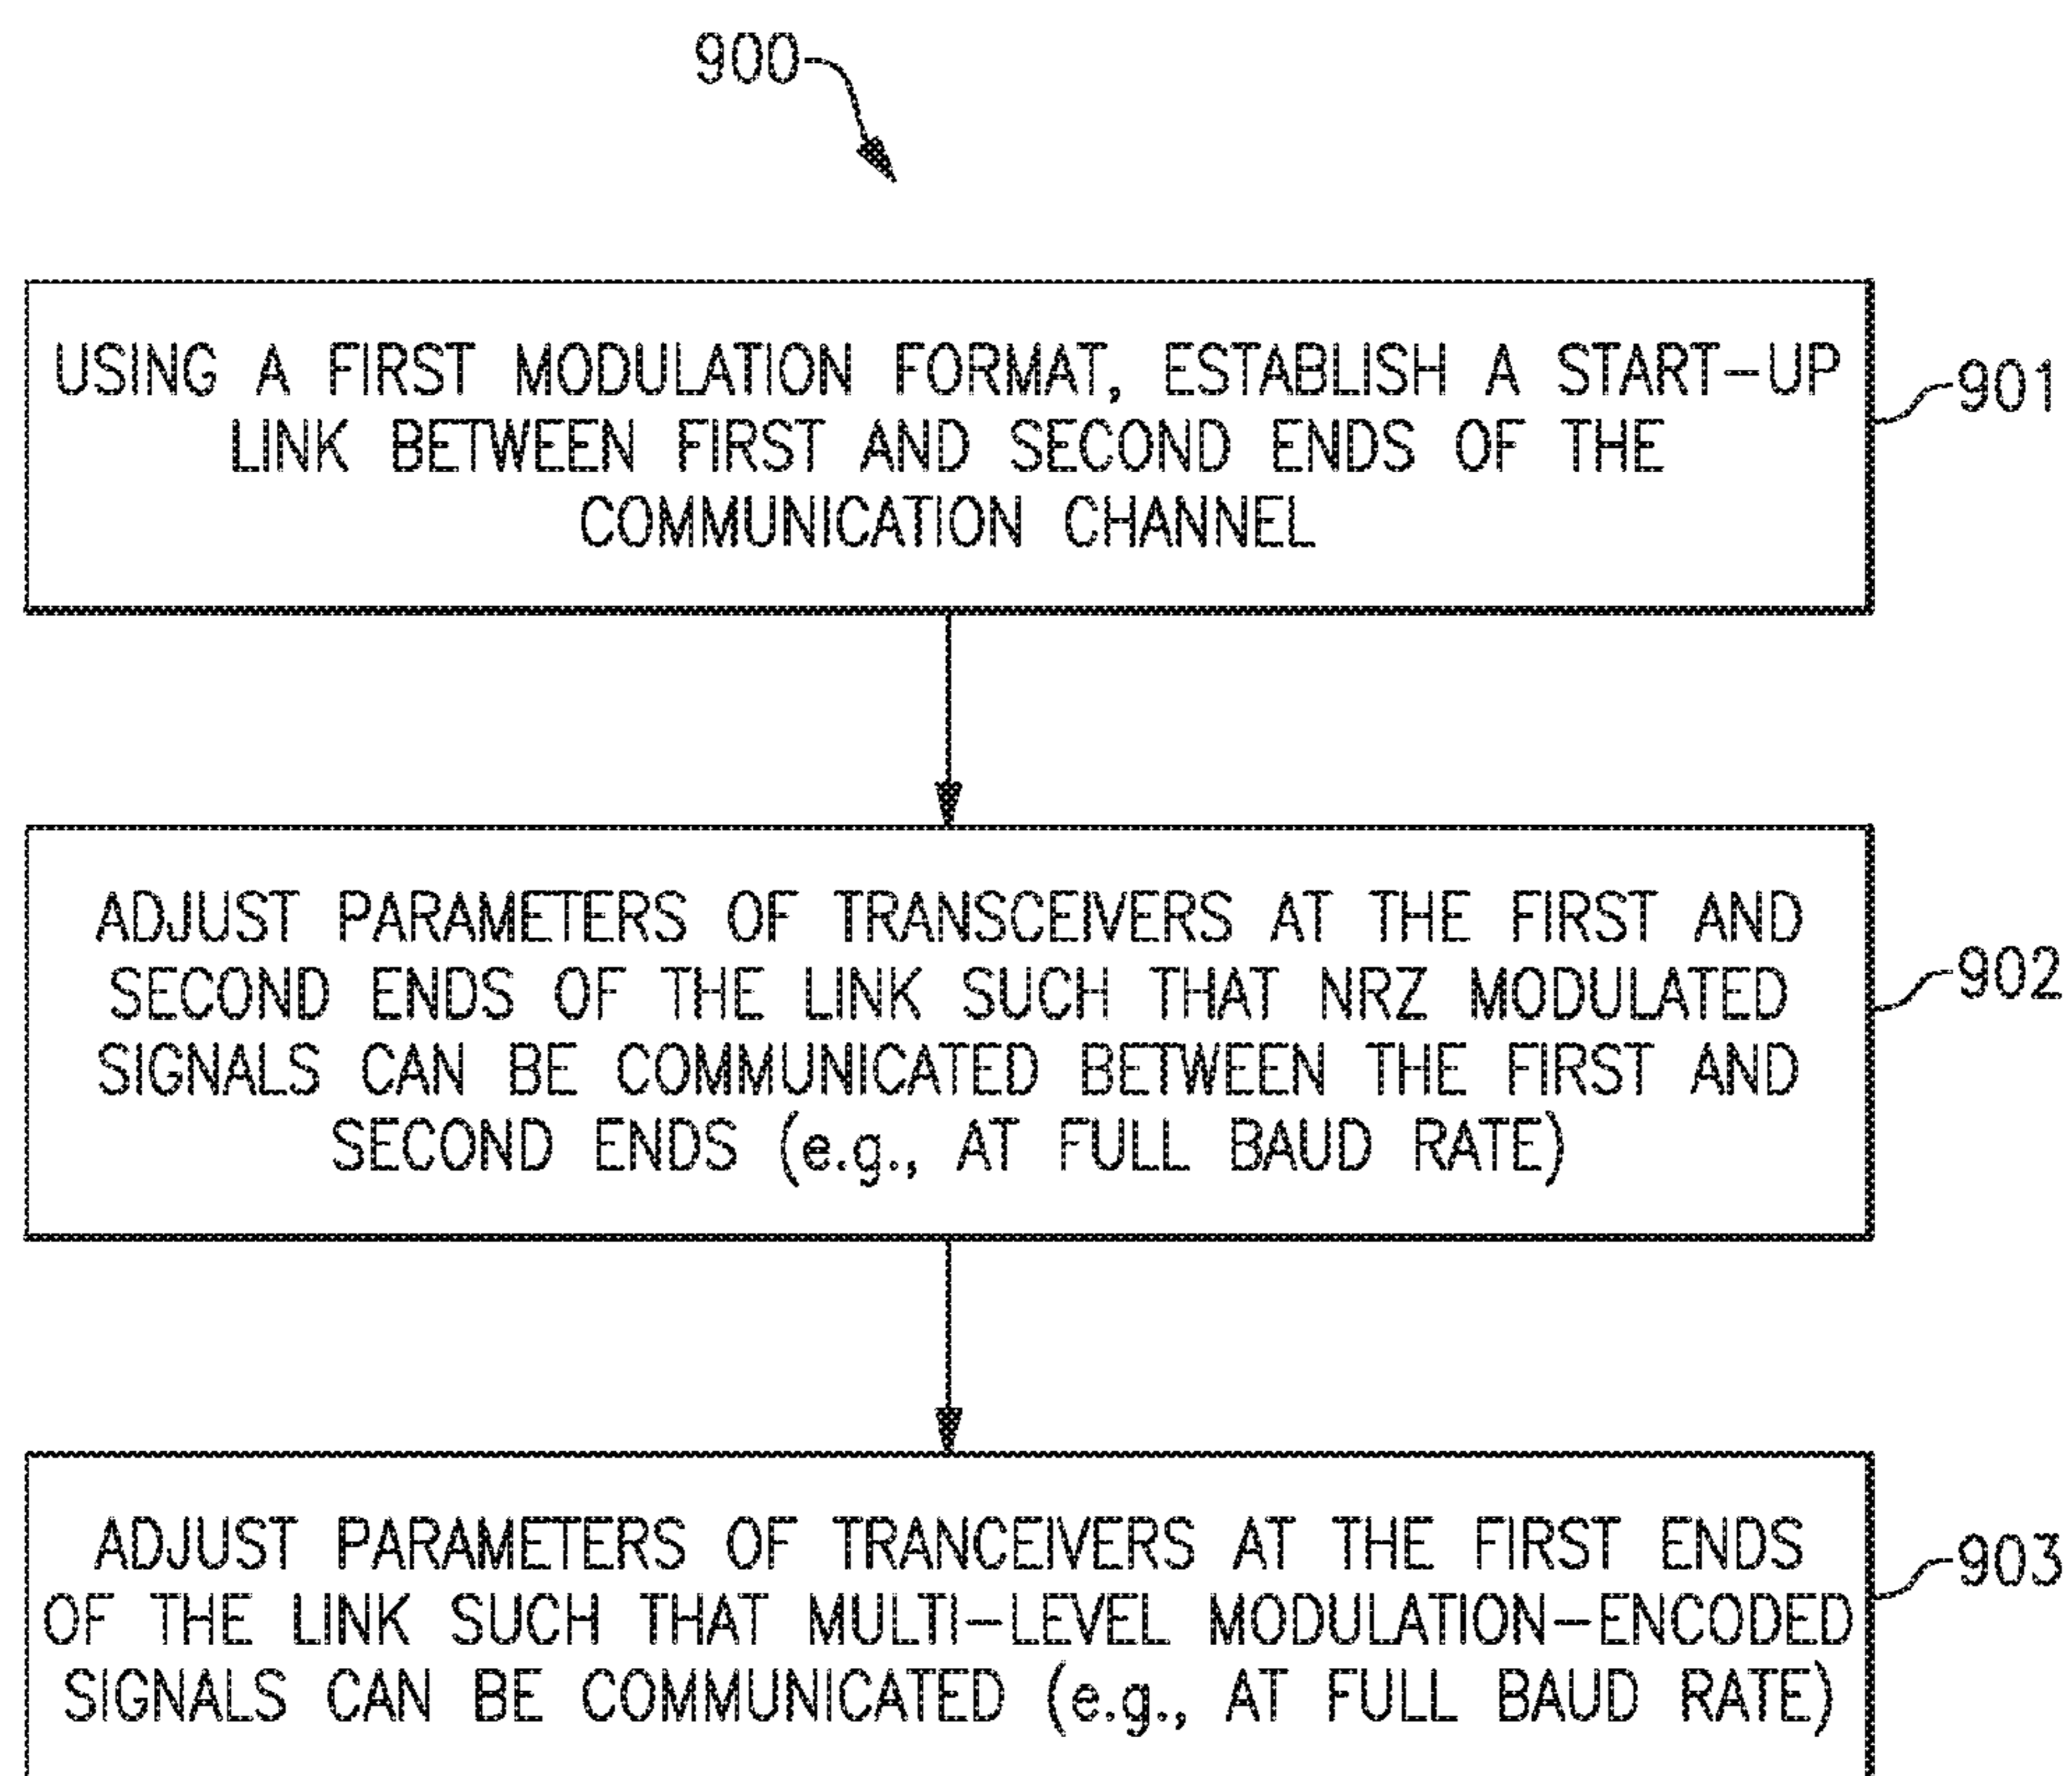 900
USING A FIRST MODULATION FORMAT, ESTABLISH A START-UP
LINK BETWEEN FIRST AND SECOND ENDS OF THE
COMMUNICATION CHANNEL
901
ADJUST PARAMETERS OF TRANSCEIVERS AT THE FIRST AND
SECOND ENDS OF THE LINK SUCH THAT NRZ MODULATED
SIGNALS CAN BE COMMUNICATED BETWEEN THE FIRST AND
SECOND ENDS (e.g., AT FULL BAUD RATE)
902
ADJUST PARAMETERS OF TRANCEIVERS AT THE FIRST ENDS
OF THE LINK SUCH THAT MULTI-LEVEL MODULATION-ENCODED
SIGNALS CAN BE COMMUNICATED (e.g., AT FULL BAUD RATE)
903